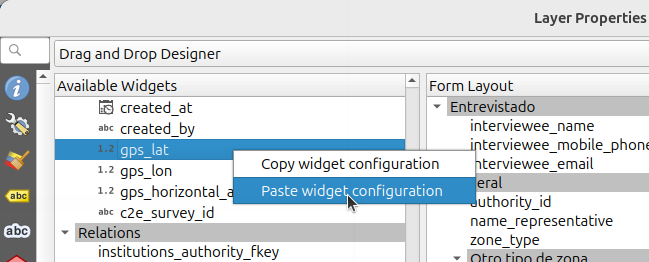 Layer Properties
Drag and Drop Designer
Available Widgets
created_at
abc created_by
1.2 gps_lat
1.2 gps_lon
1.2 gps_horizontal_a
abc c2e_survey_id
Relations
institutions_authority_fkey
Copy widget configuration
Paste widget configuration
Form Layout
Entrevistado
interviewee_name
interviewee_mobile_phone
interviewee_email
eral
authority_id
name_representative
zone_type
Otro tipo de zona
abc
abc